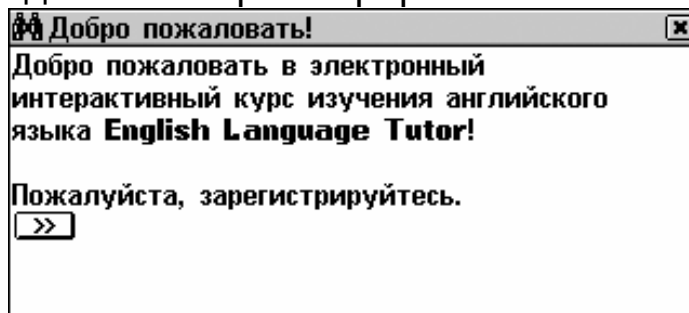 Добро пожаловать!
Добро пожаловать в электронный
интерактивный курс изучения английского
языка English Language Tutor!
Пожалуйста, зарегистрируйтесь.
>>